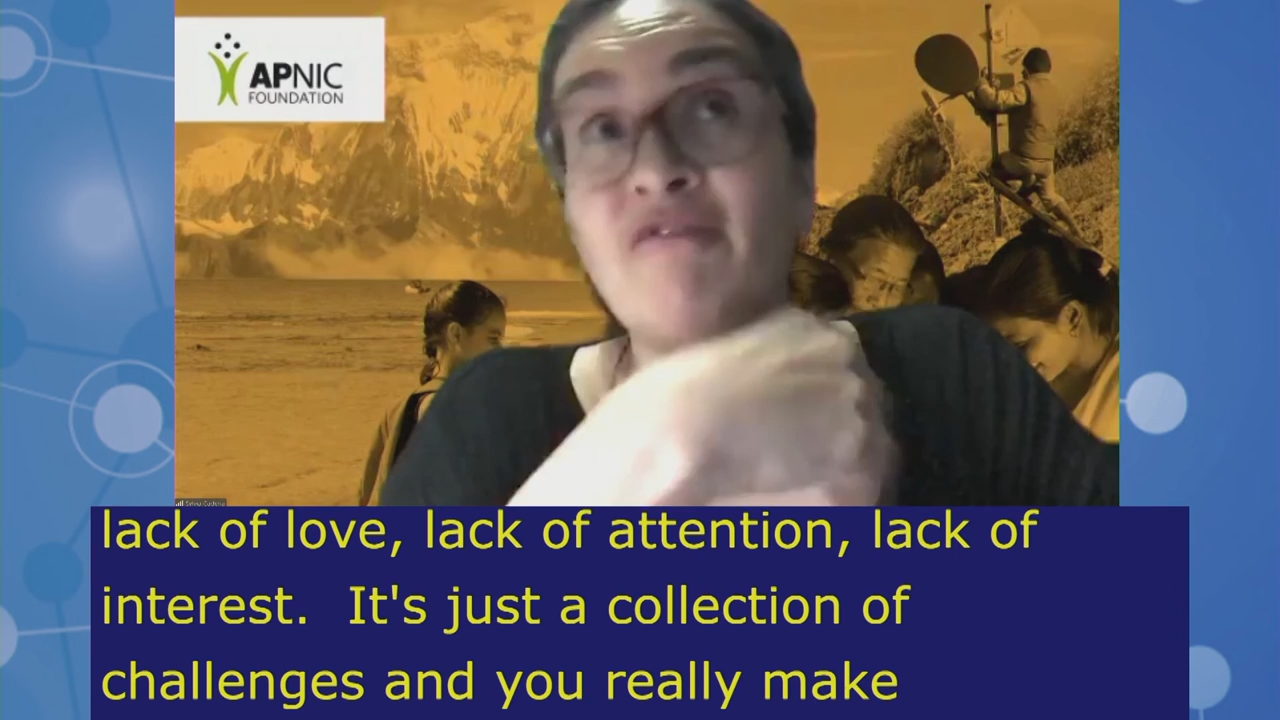 APNIC
FOUNDATION
lack of love, lack of attention, lack of
interest.  It's just a collection of
challenges and you really make